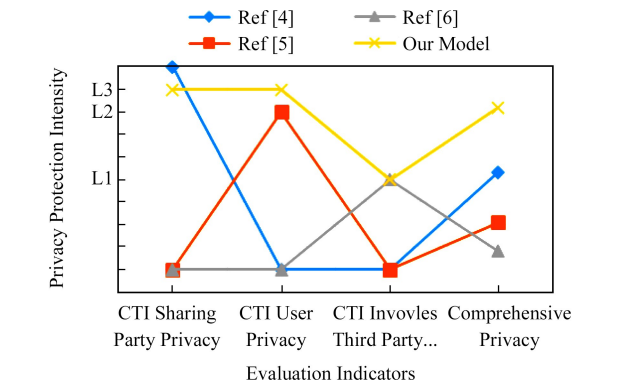 Ref [4]
Ref [6]
Ref [5]
Our Model
Privacy Protection Intensity
L3
L2
L1
CTI Sharing
Party Privacy
CTI User
Privacy
CTI Invovles
Third Party...
Comprehensive
Privacy
Evaluation Indicators